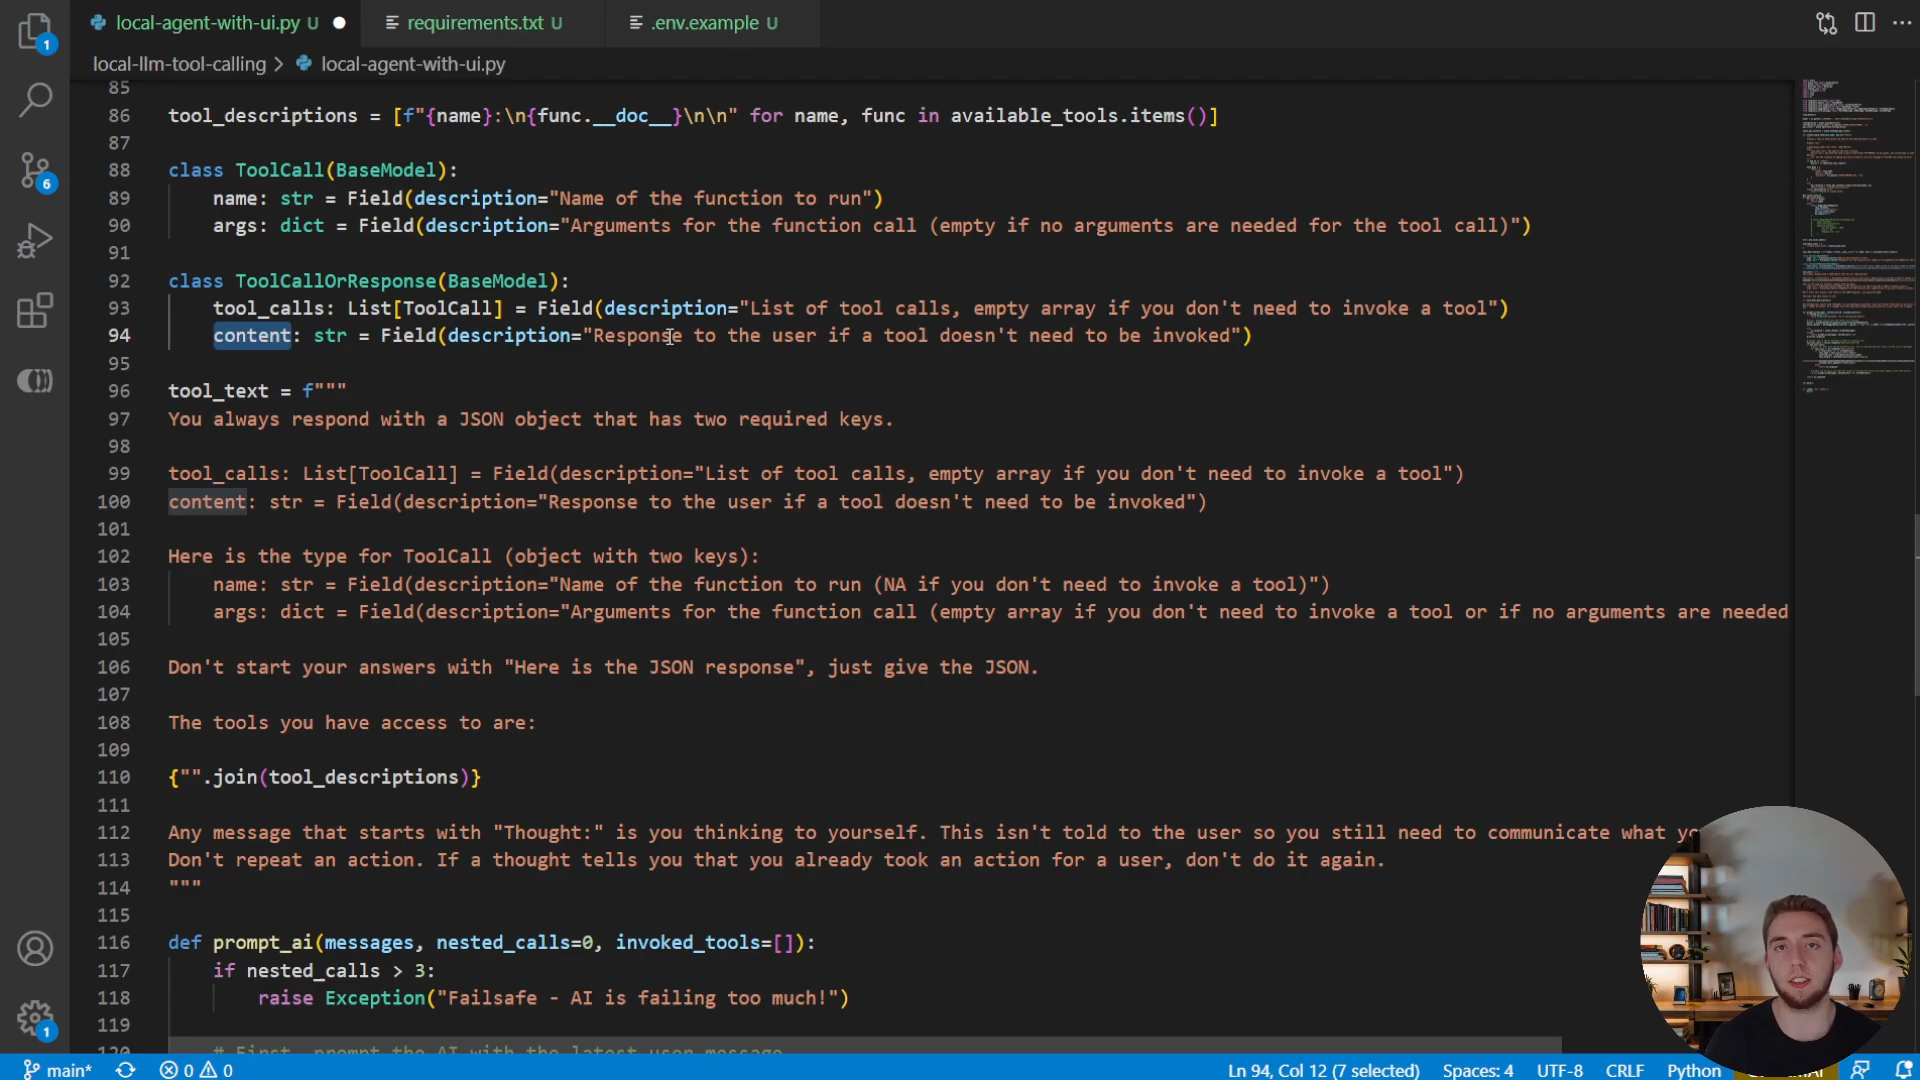 local-agent-with-ui.py U
requirements.txt U
.env.example U
local-llm-tool-calling > local-agent-with-ui.py
85
86 tool_descriptions = [f"{name}:\n{func.__doc__}\n\n" for name, func in available_tools.items()]
87
88 class ToolCall(BaseModel):
89 name: str = Field(description="Name of the function to run")
90 args: dict = Field(description="Arguments for the function call (empty if no arguments are needed for the tool call)")
91
92 class ToolCallOrResponse(BaseModel):
93 tool_calls: List[ToolCall] = Field(description="List of tool calls, empty array if you don't need to invoke a tool")
94 content: str = Field(description="Response to the user if a tool doesn't need to be invoked")
95
96 tool_text = f"""
97 You always respond with a JSON object that has two required keys.
98
99 tool_calls: List[ToolCall] = Field(description="List of tool calls, empty array if you don't need to invoke a tool")
100 content: str = Field(description="Response to the user if a tool doesn't need to be invoked")
101
102 Here is the type for ToolCall (object with two keys):
103 name: str = Field(description="Name of the function to run (NA if you don't need to invoke a tool)")
104 args: dict = Field(description="Arguments for the function call (empty array if you don't need to invoke a tool or if no arguments are needed
105
106 Don't start your answers with "Here is the JSON response", just give the JSON.
107
108 The tools you have access to are:
109
110 {"".join(tool_descriptions)}
111
112 Any message that starts with "Thought:" is you thinking to yourself. This isn't told to the user so you still need to communicate what
113 Don't repeat an action. If a thought tells you that you already took an action for a user, don't do it again.
114 """
115
116 def prompt_ai(messages, nested_calls=0, invoked_tools=[]):
117 if nested_calls > 3:
118 raise Exception("Failsafe - AI is failing too much!")
119
120 # First, prompt the AI with the latest user message
1
6
1
main* 0 0 Ln 94, Col 12 (7 selected) Spaces: 4 UTF-8 CRLF Python